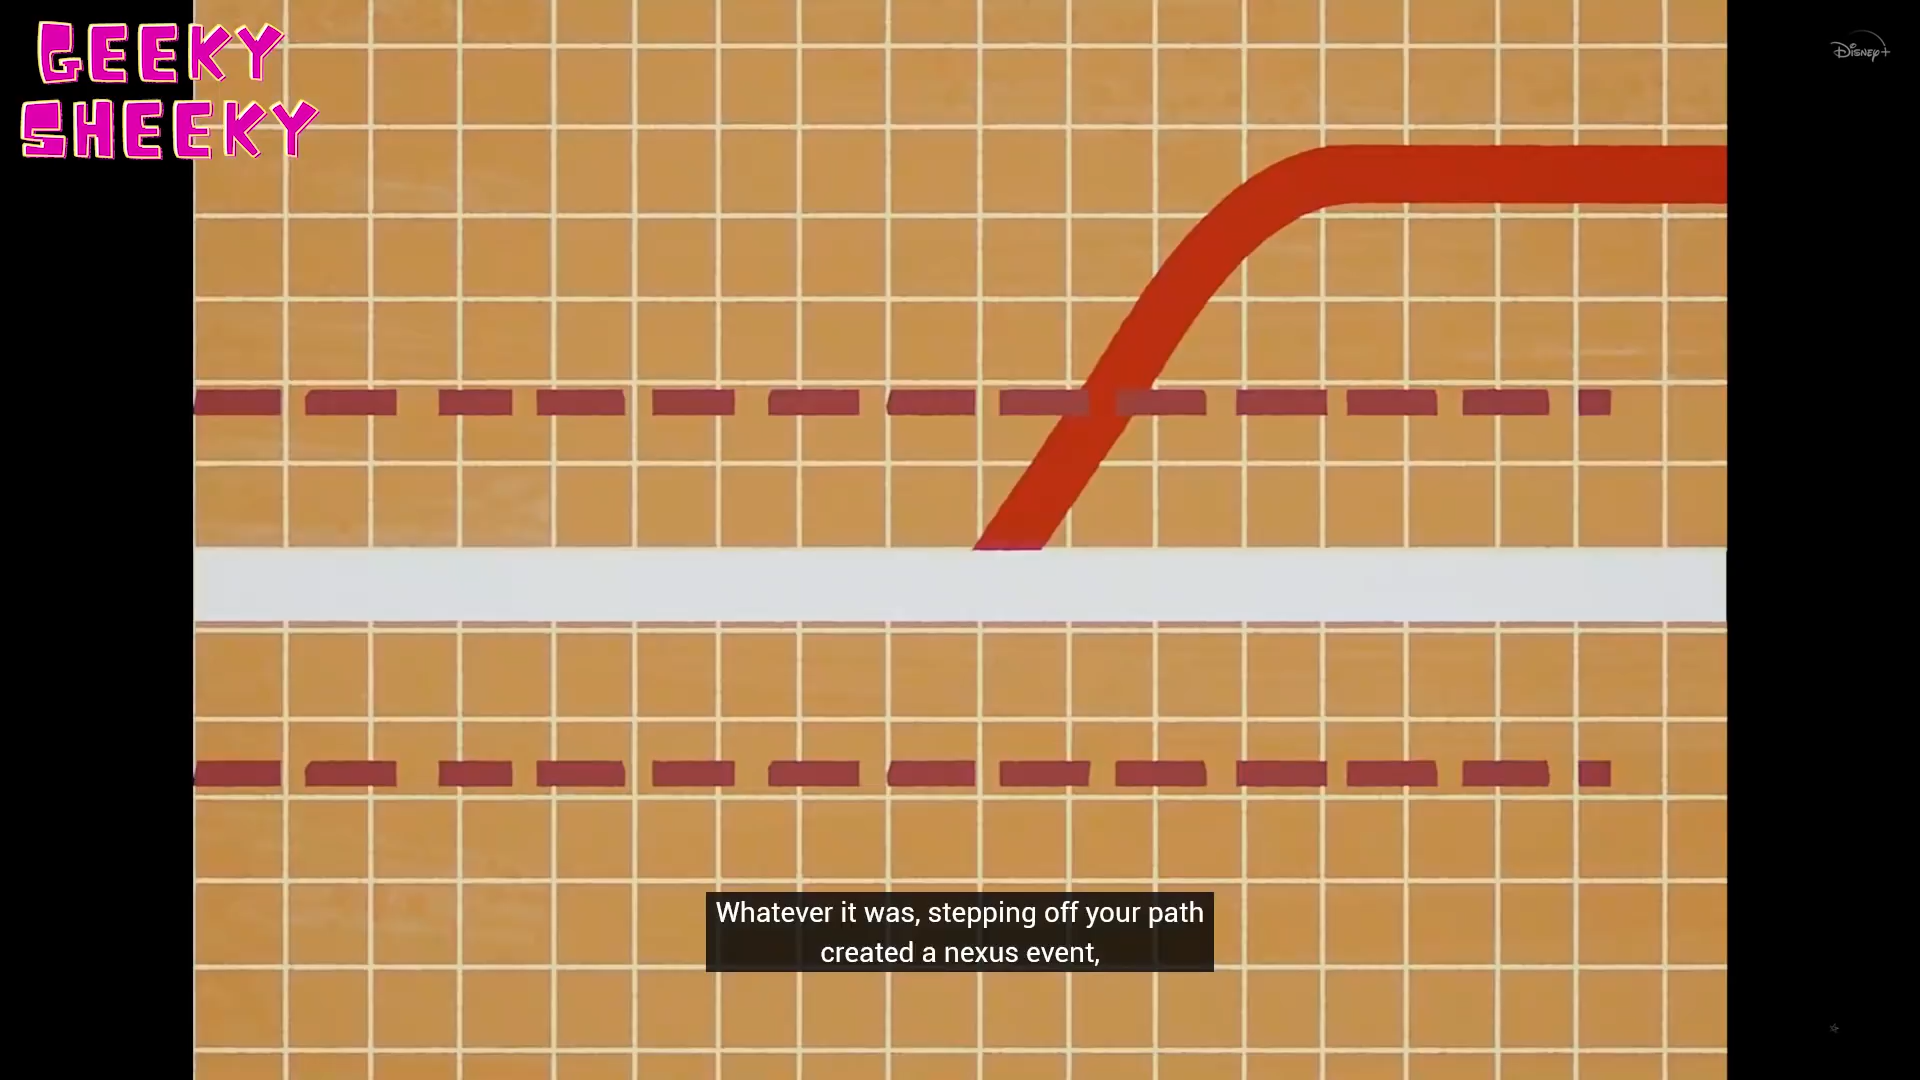 GEEKY
SHEEKY
Disney+
Whatever it was, stepping off your path
created a nexus event,